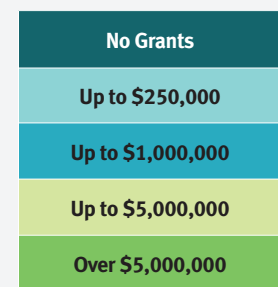 No Grants
Up to $250,000
Up to $1,000,000
Up to $5,000,000
Over $5,000,000